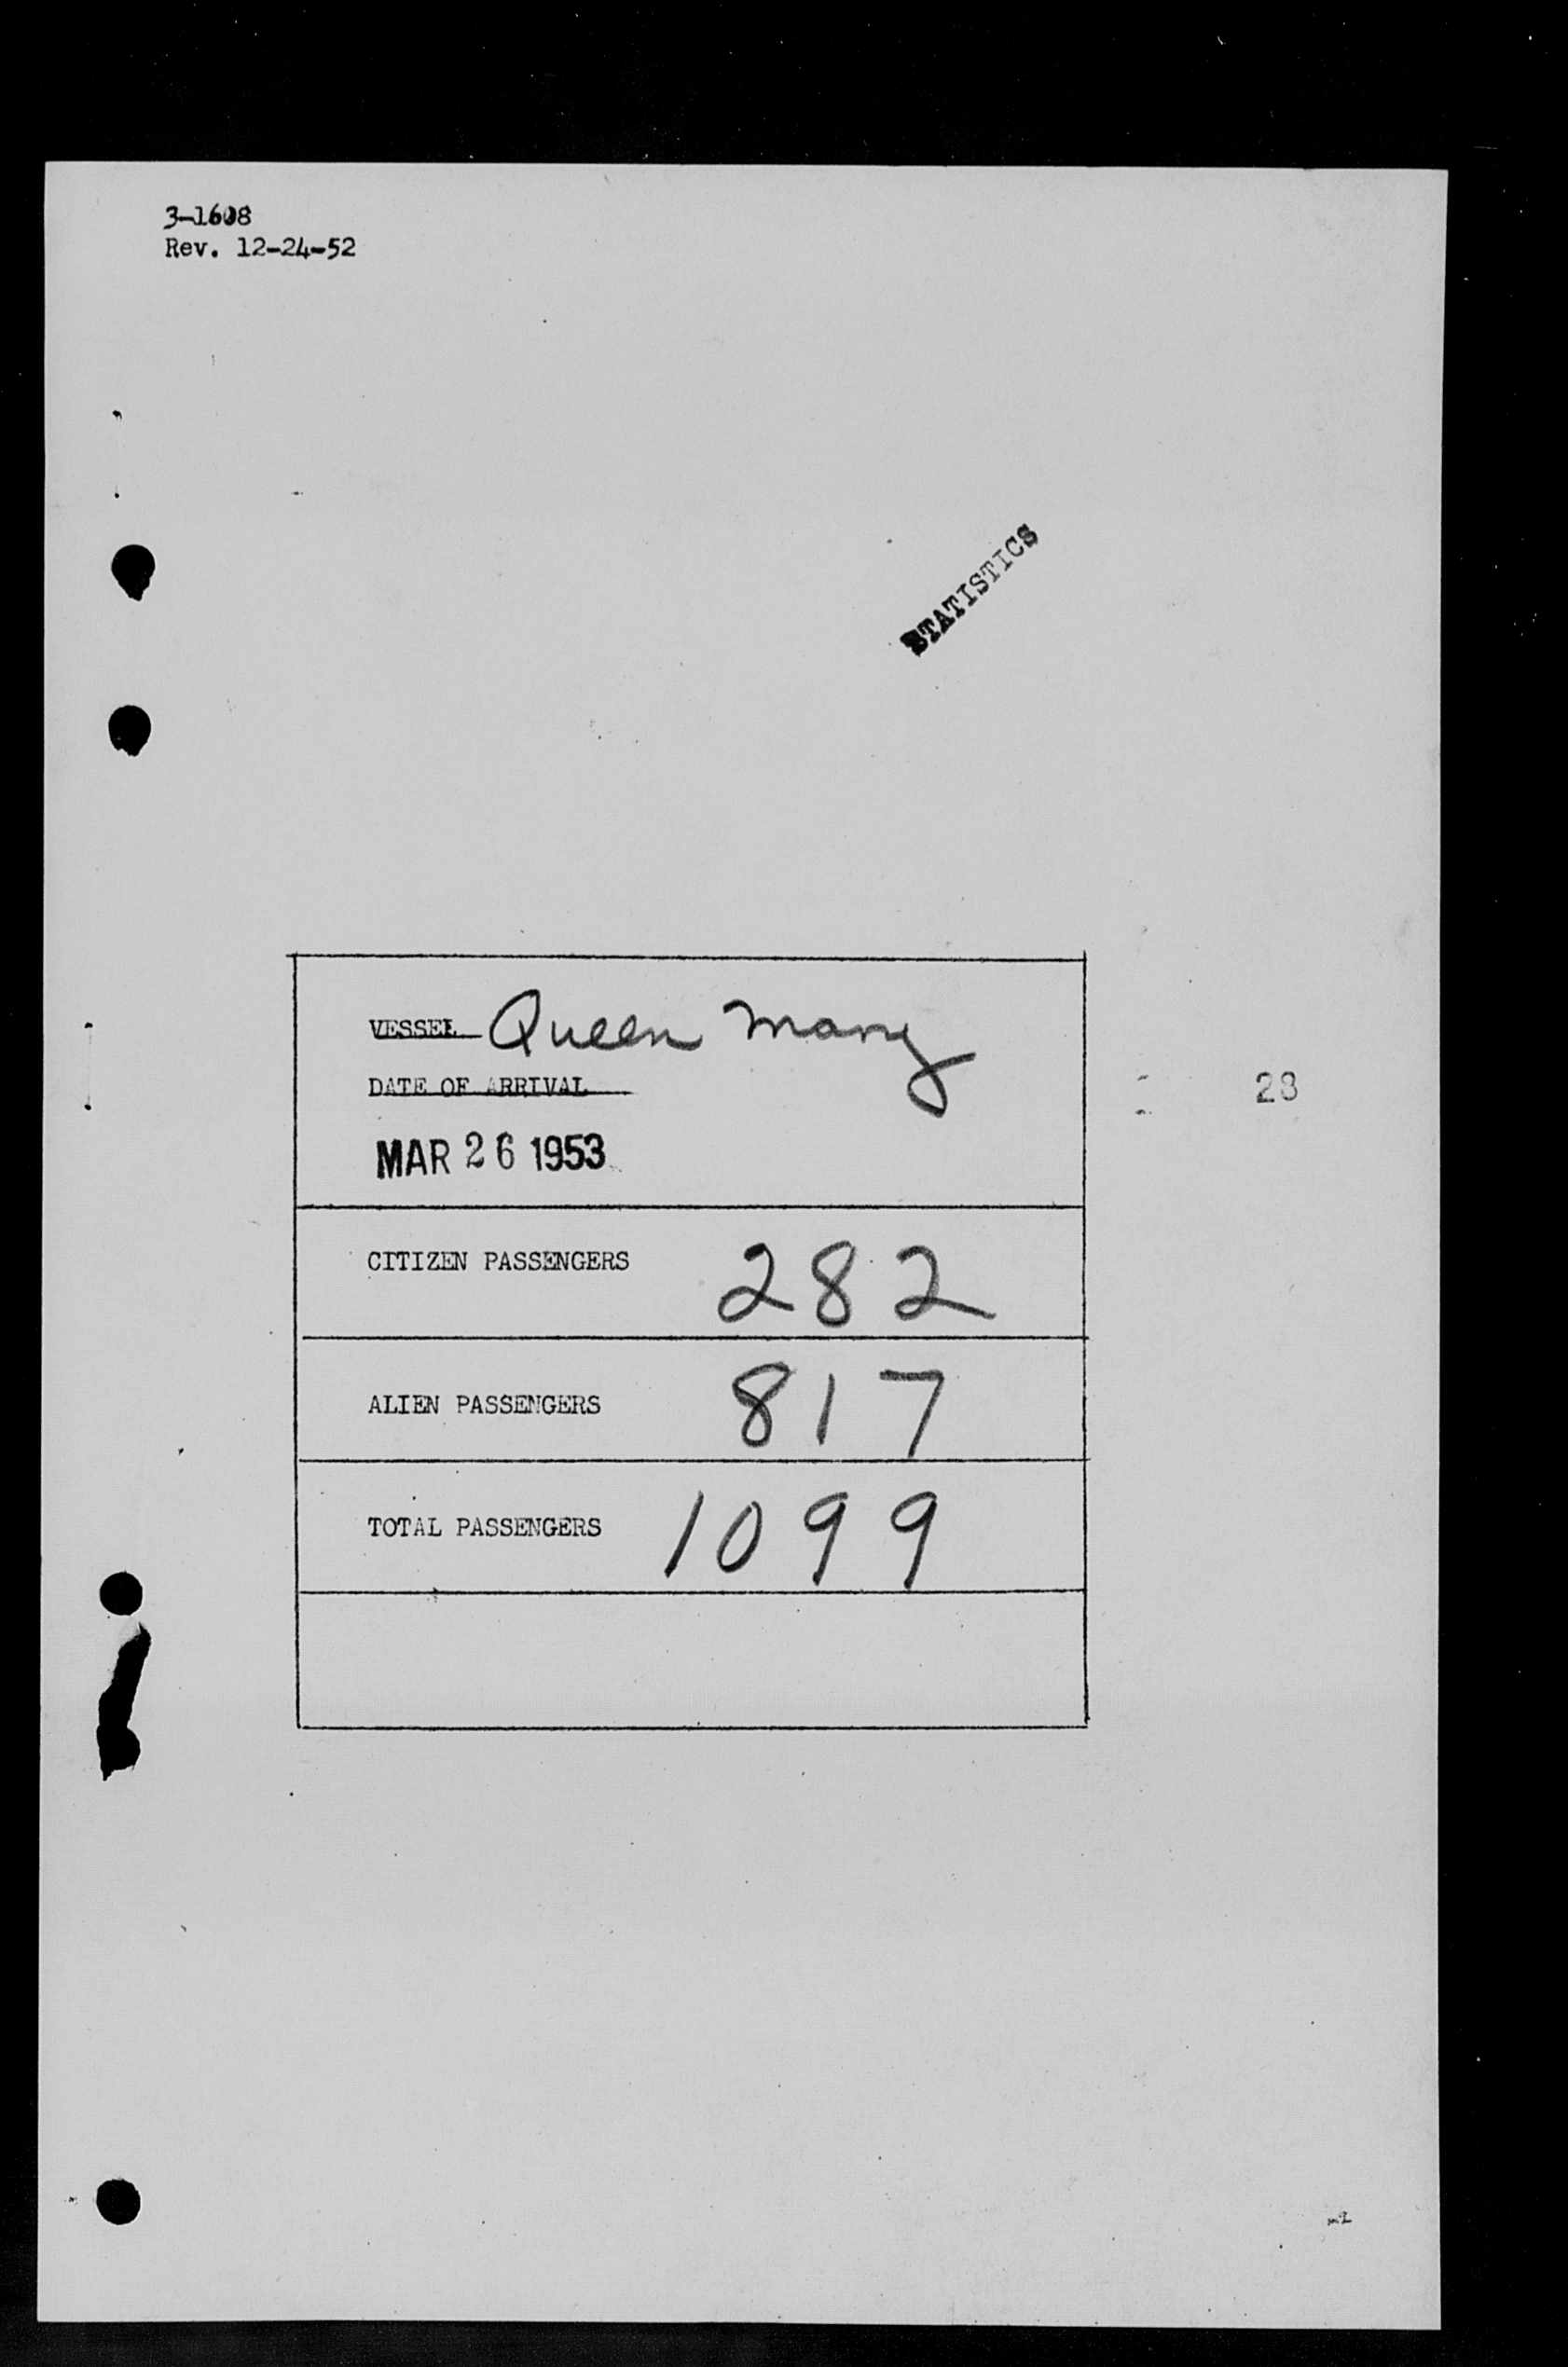 3-1608
Rev. 12-24-52
STATISTICS
VESSEL Queen Mary
DATE OF ARRIVAL
28
MAR 26 1953
CITIZEN PASSENGERS 282
ALIEN PASSENGERS 817
TOTAL PASSENGERS 1099